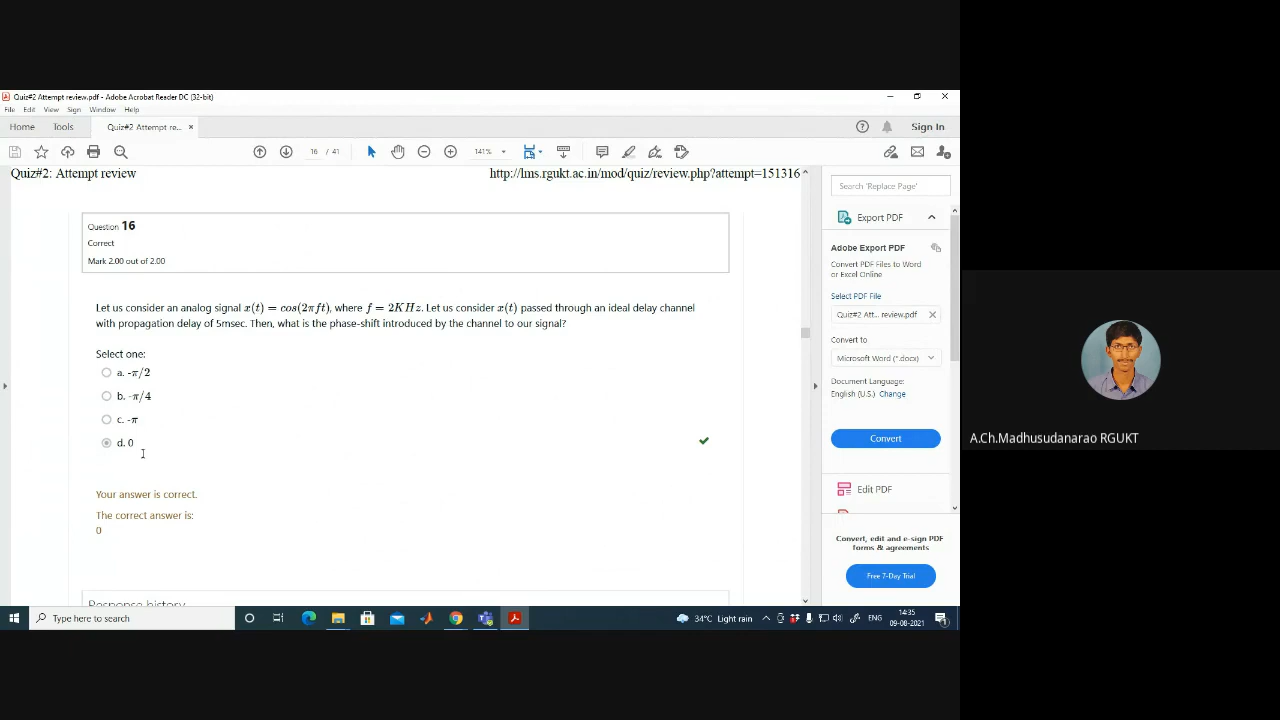 Quiz#2 Attempt review.pdf - Adobe Acrobat Reader DC (32-bit)
File Edit View Sign Window Help
Home Tools Quiz#2 Attempt re... × Sign In
16 / 41 141%
Quiz#2: Attempt review http://lms.rgukt.ac.in/mod/quiz/review.php?attempt=151316
Question 16
Correct
Mark 2.00 out of 2.00
Let us consider an analog signal x(t) = cos(2πft), where f = 2KHz. Let us consider x(t) passed through an ideal delay channel
with propagation delay of 5msec. Then, what is the phase-shift introduced by the channel to our signal?
Select one:
a. -π/2
b. -π/4
c. -π
d. 0
Your answer is correct.
The correct answer is:
0
Response history
Search 'Replace Page'
Export PDF
Adobe Export PDF
Convert PDF Files to Word
or Excel Online
Select PDF File
Quiz#2 Att... review.pdf
Convert to
Microsoft Word (*.docx)
Document Language:
English (U.S.) Change
Convert
Edit PDF
Convert, edit and e-sign PDF
forms & agreements
Free 7-Day Trial
A.Ch.Madhusudanarao RGUKT
Type here to search
34°C Light rain
ENG
14:35
09-08-2021